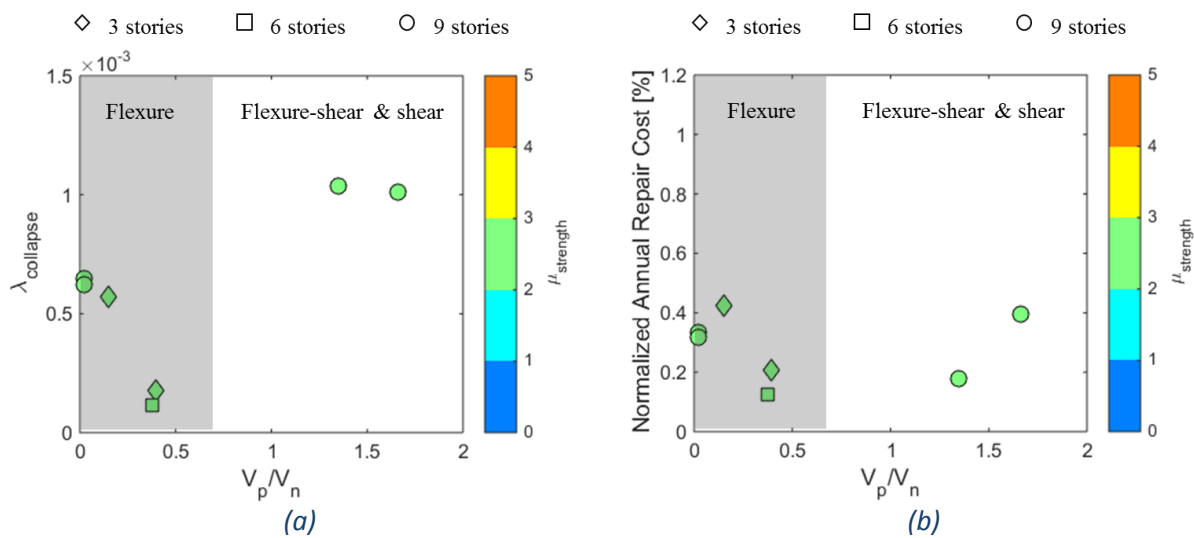 3 stories 6 stories 9 stories
×10⁻³
1.5
1
0.5
0
Flexure Flexure-shear & shear
λcollapse
0 0.5 1 1.5 2
Vp/Vn
5
4
3
2
1
0
μstrength
(a)
3 stories 6 stories 9 stories
1.2
1
0.8
0.6
0.4
0.2
0
Flexure Flexure-shear & shear
Normalized Annual Repair Cost [%]
0 0.5 1 1.5 2
Vp/Vn
5
4
3
2
1
0
μstrength
(b)